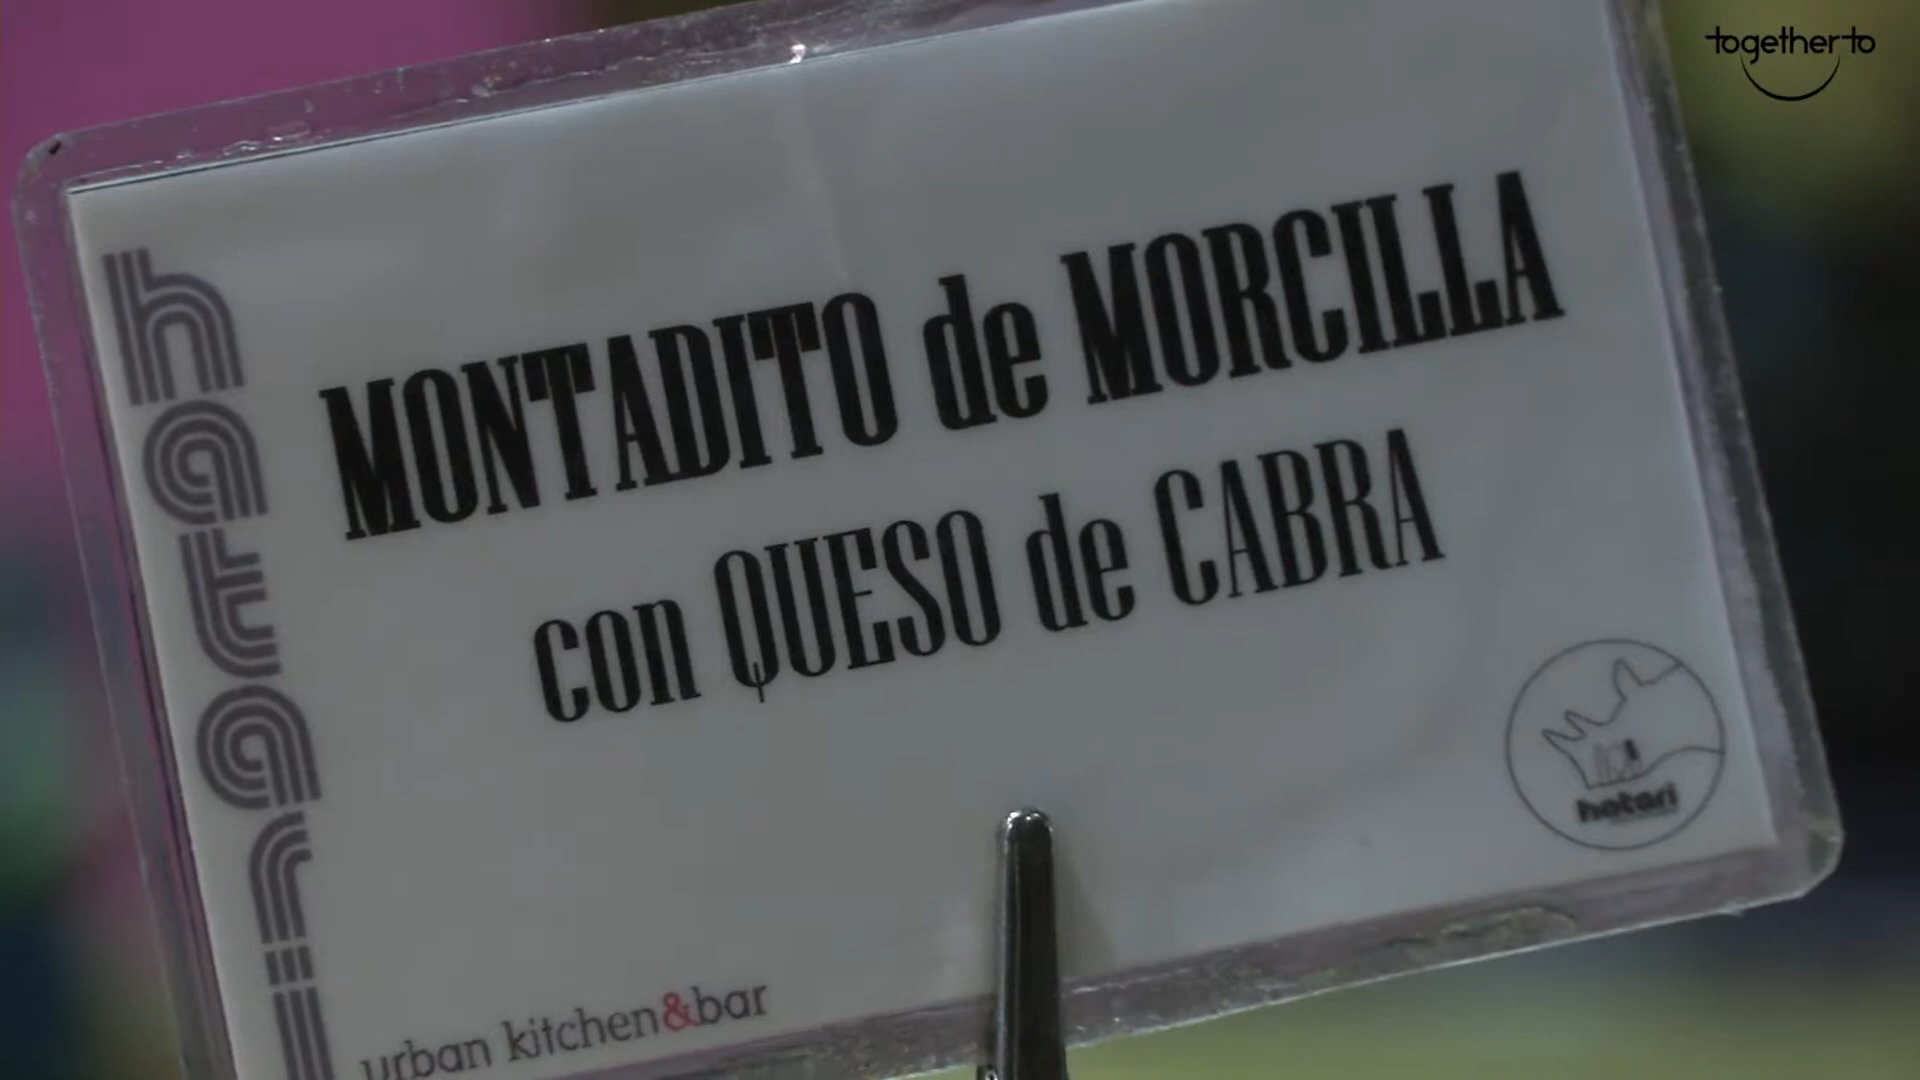 together to
hatari
MONTADITO de MORCILLA
con QUESO de CABRA
hatari
urban kitchen&bar